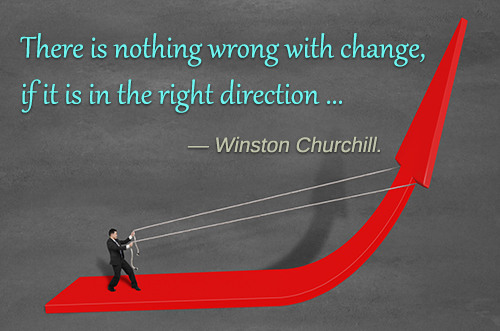 There is nothing wrong with change,
if it is in the right direction ...
— Winston Churchill.